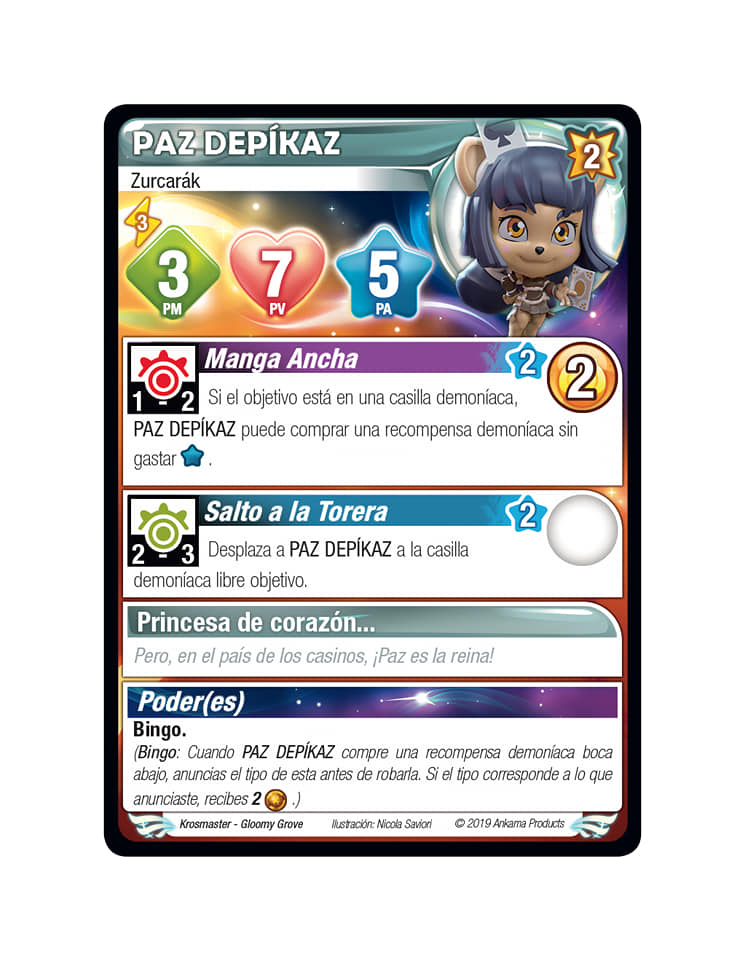 PAZ DEPÍKAZ
2
Zurcarák
3
3
PM
7
PV
5
PA
Manga Ancha
2
2
1 - 2
Si el objetivo está en una casilla demoníaca,
PAZ DEPÍKAZ puede comprar una recompensa demoníaca sin
gastar .
Salto a la Torera
2
2 - 3
Desplaza a PAZ DEPÍKAZ a la casilla
demoníaca libre objetivo.
Princesa de corazón...
Pero, en el país de los casinos, ¡Paz es la reina!
Poder(es)
Bingo.
(Bingo: Cuando PAZ DEPÍKAZ compre una recompensa demoníaca boca
abajo, anuncias el tipo de esta antes de robarla. Si el tipo corresponde a lo que
anunciaste, recibes 2 .)
Krosmaster - Gloomy Grove Ilustración: Nicola Saviori © 2019 Ankama Products